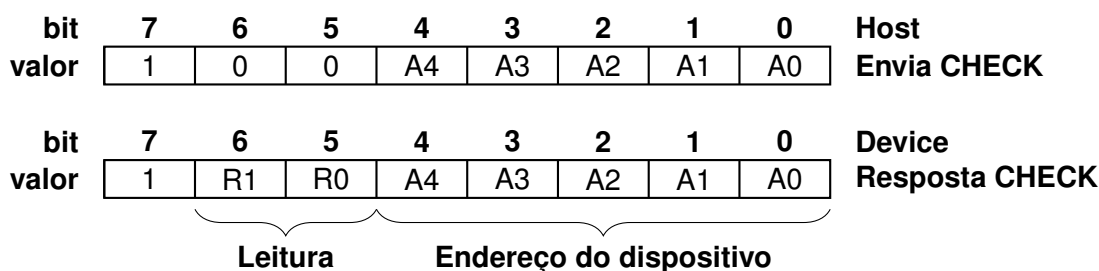 bit 7 6 5 4 3 2 1 0 Host
valor 1 0 0 A4 A3 A2 A1 A0 Envia CHECK
bit 7 6 5 4 3 2 1 0 Device
valor 1 R1 R0 A4 A3 A2 A1 A0 Resposta CHECK
Leitura Endereço do dispositivo